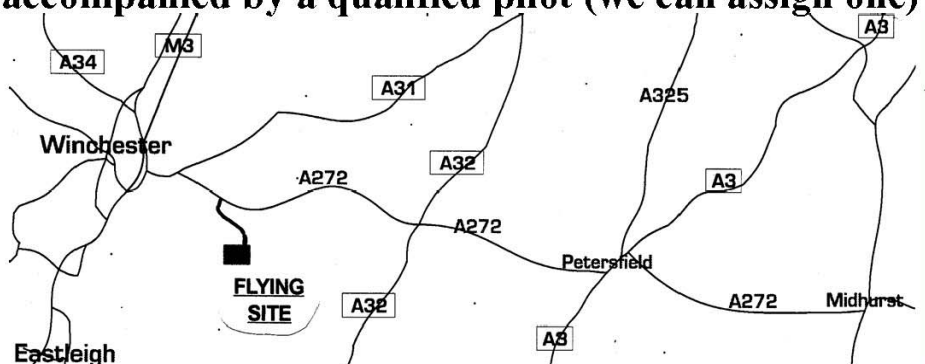 accompanied by a qualified pilot (we can assign one)
A3
M3
A34
A31
A325
Winchester
A32
A272
A3
A272
Petersfield
FLYING
SITE
A32
A272
Midhurst
A3
Eastleigh